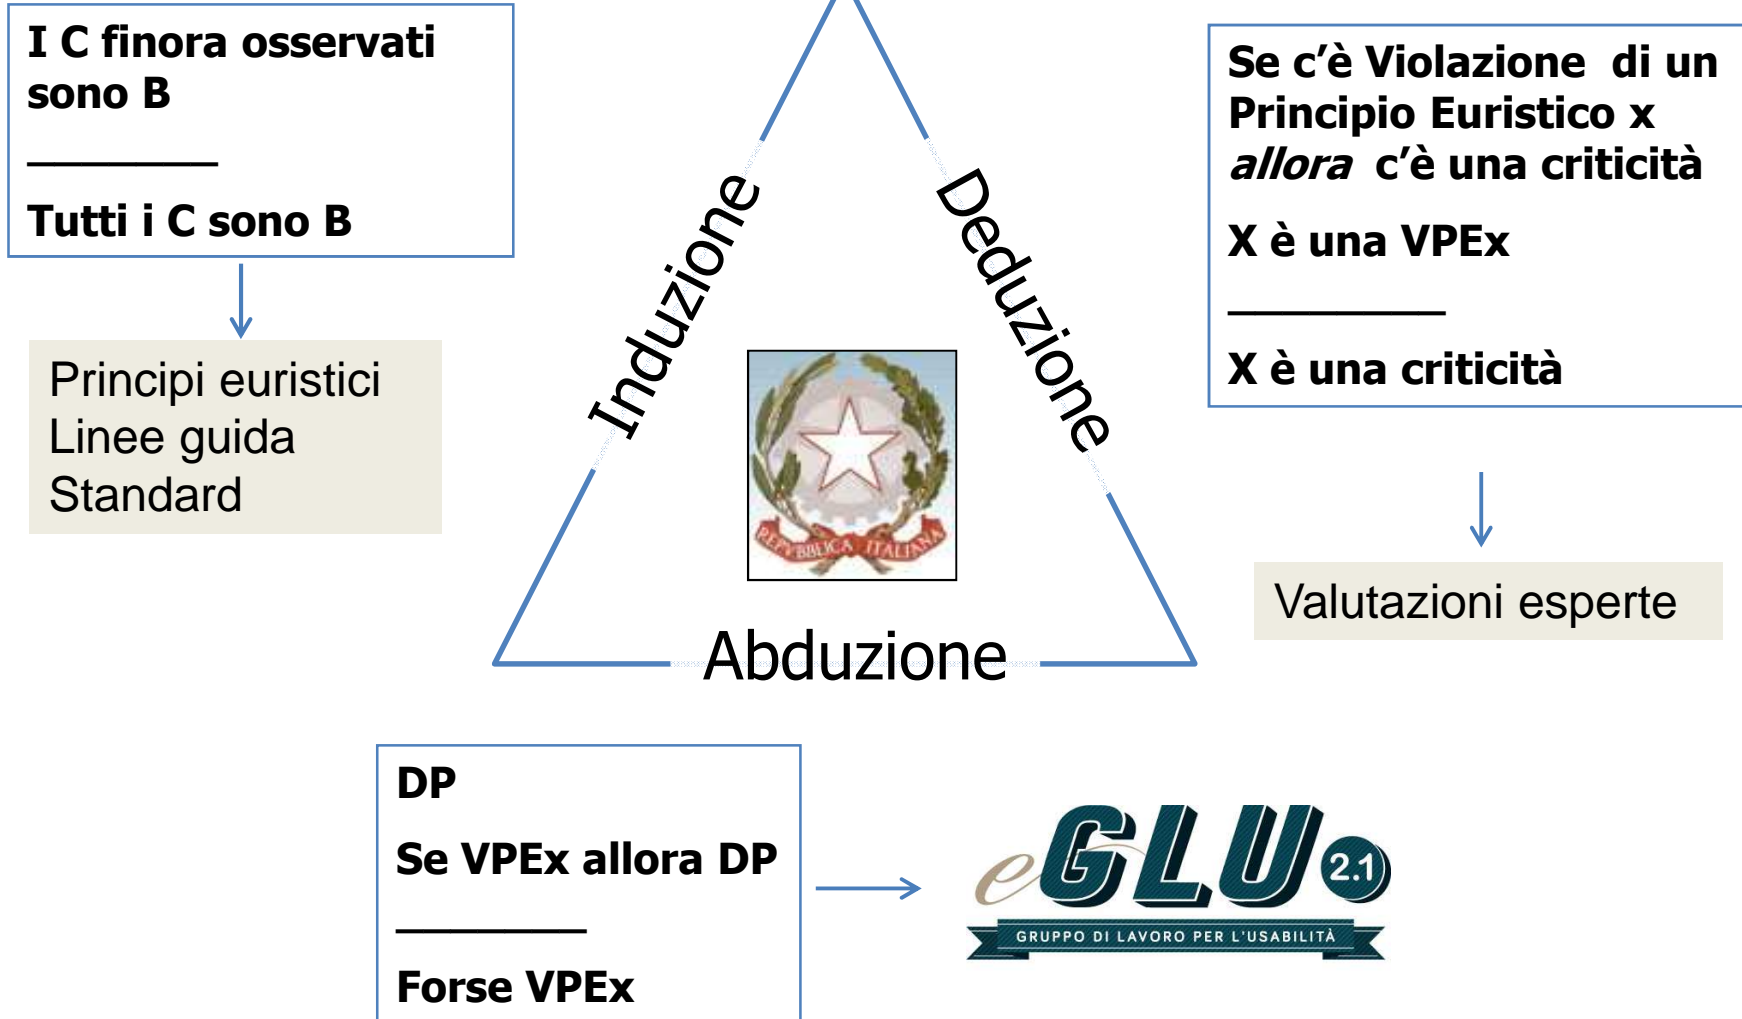 I C finora osservati
sono B
Tutti i C sono B
Principi euristici
Linee guida
Standard
Induzione
Deduzione
Abduzione
REPVBBLICA ITALIANA
Se c’è Violazione di un
Principio Euristico x
allora c’è una criticità
X è una VPEx
X è una criticità
Valutazioni esperte
DP
Se VPEx allora DP
Forse VPEx
eGLU 2.1
GRUPPO DI LAVORO PER L'USABILITÀ